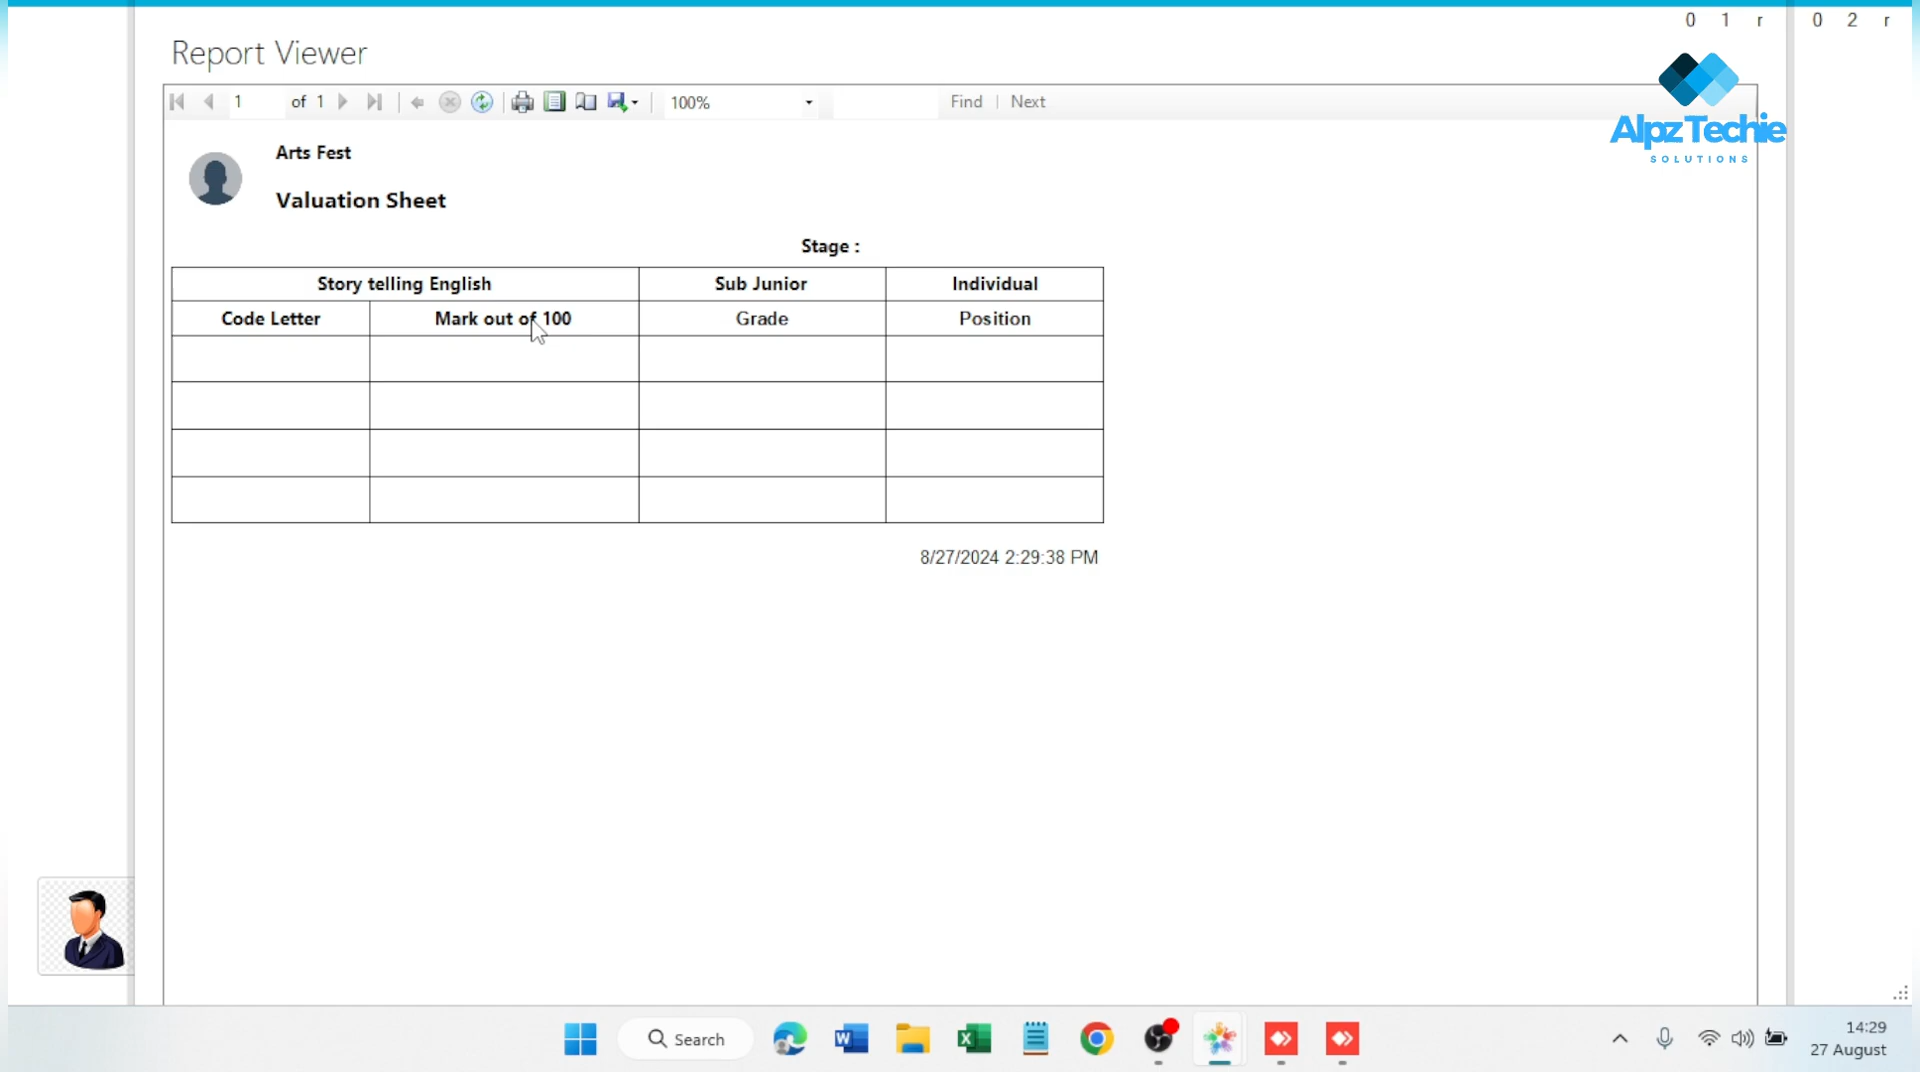 0 1 r 0 2 r
Report Viewer
1 of 1 100% Find | Next
AlpzTechie
SOLUTIONS
Arts Fest
Valuation Sheet
Stage :
Story telling English Sub Junior Individual
Code Letter Mark out of 100 Grade Position
8/27/2024 2:29:38 PM
Search
14:29
27 August